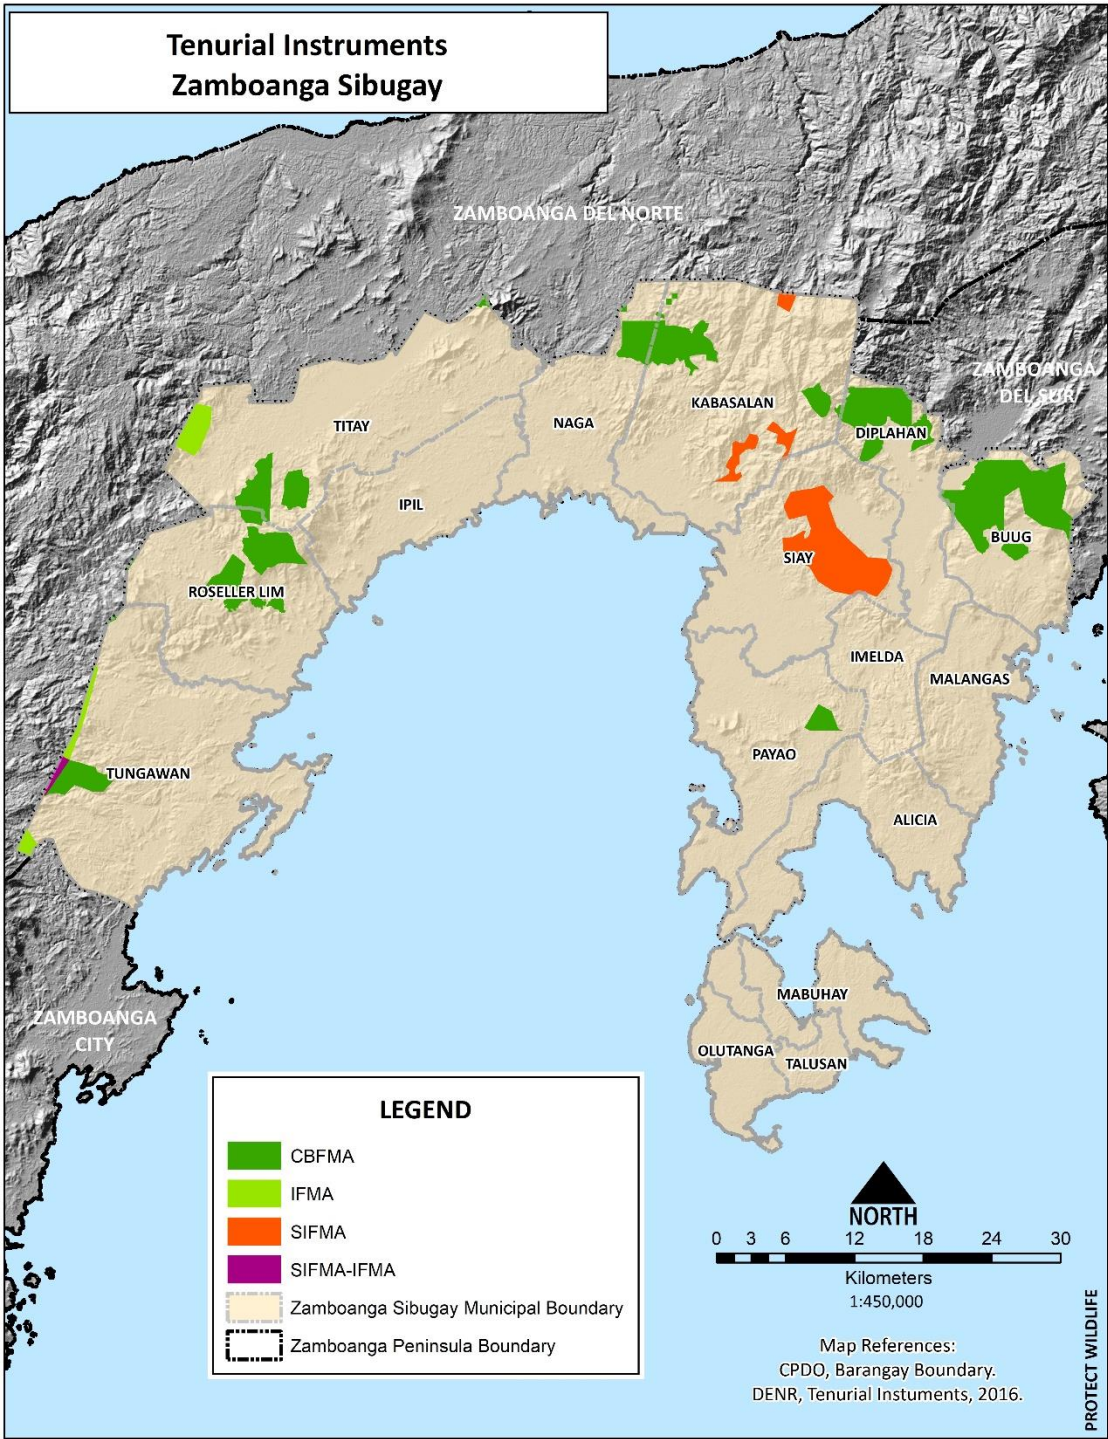 Tenurial Instruments
Zamboanga Sibugay
ZAMBOANGA DEL NORTE
ZAMBOANGA
DEL SUR
KABASALAN
TITAY
NAGA
DIPLAHAN
IPIL
BUUG
SIAY
ROSELLER LIM
IMELDA
MALANGAS
PAYAO
TUNGAWAN
ALICIA
MABUHAY
ZAMBOANGA
CITY
OLUTANGA
TALUSAN
LEGEND
CBFMA
IFMA
SIFMA
SIFMA-IFMA
Zamboanga Sibugay Municipal Boundary
Zamboanga Peninsula Boundary
NORTH
0 3 6 12 18 24 30
Kilometers
1:450,000
Map References:
CPDO, Barangay Boundary.
DENR, Tenurial Instuments, 2016.
PROTECT WILDLIFE